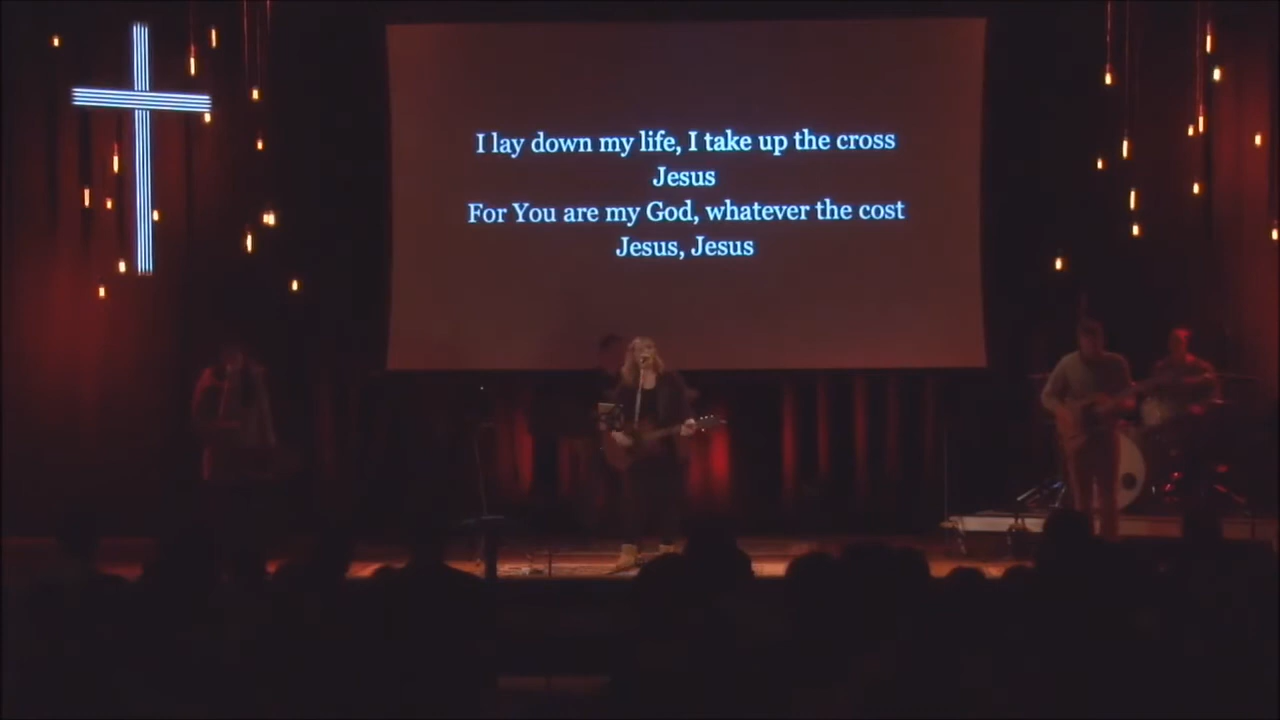 I lay down my life, I take up the cross
Jesus
For You are my God, whatever the cost
Jesus, Jesus